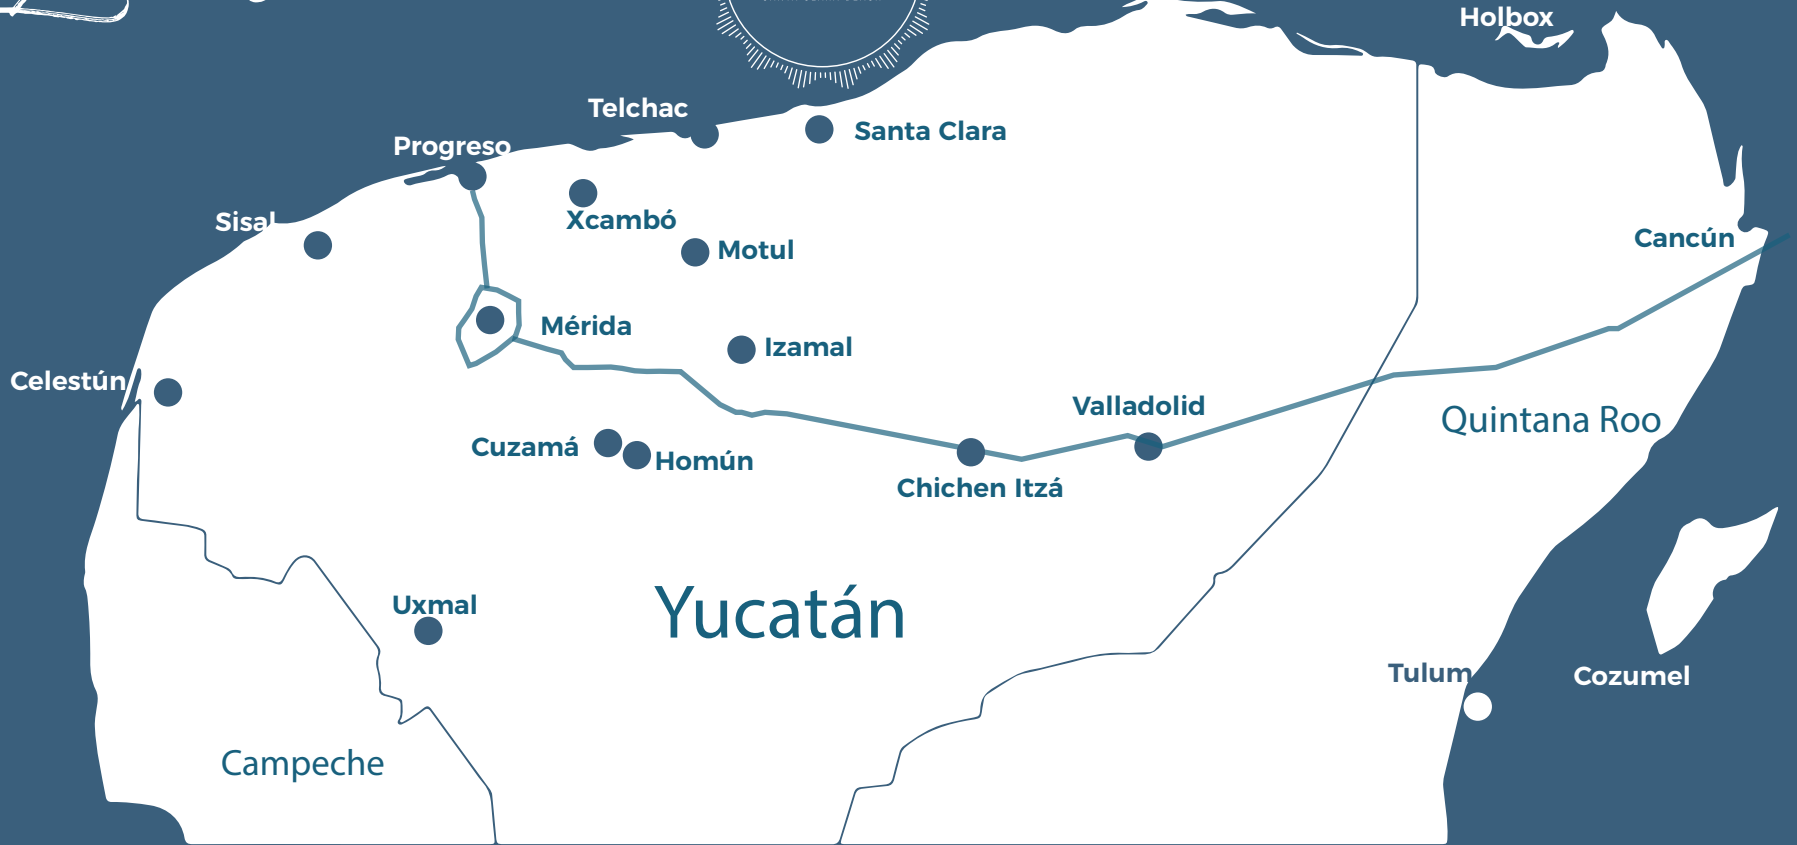 Holbox
Telchac
Santa Clara
Progreso
Xcambó
Sisal
Motul
Cancún
Mérida
Izamal
Celestún
Valladolid
Quintana Roo
Cuzamá
Homún
Chichen Itzá
Uxmal
Yucatán
Tulum
Cozumel
Campeche